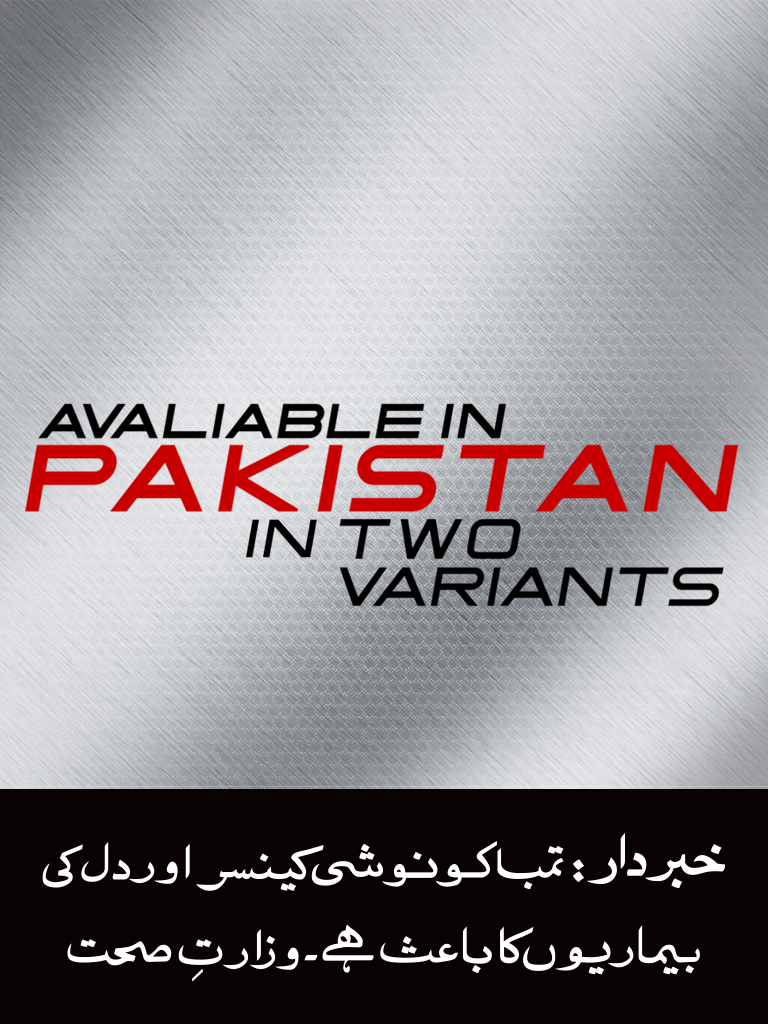 AVALIABLE IN
PAKISTAN
IN TWO
VARIANTS
خبردار: تمباکو نوشی کینسر اور دل کی
بیماریوں کا باعث ہے۔ وزارتِ صحت